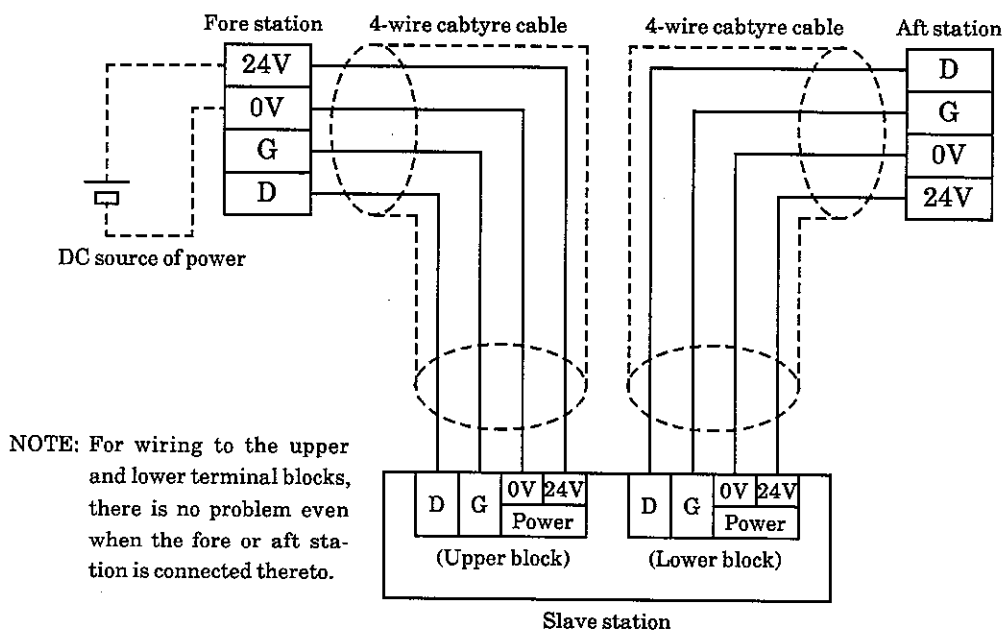 Fore station
4-wire cabtyre cable
4-wire cabtyre cable
Aft station
24V
0V
G
D
D
G
0V
24V
DC source of power
NOTE: For wiring to the upper
and lower terminal blocks,
there is no problem even
when the fore or aft sta-
tion is connected thereto.
D G 0V 24V
Power
(Upper block)
D G 0V 24V
Power
(Lower block)
Slave station